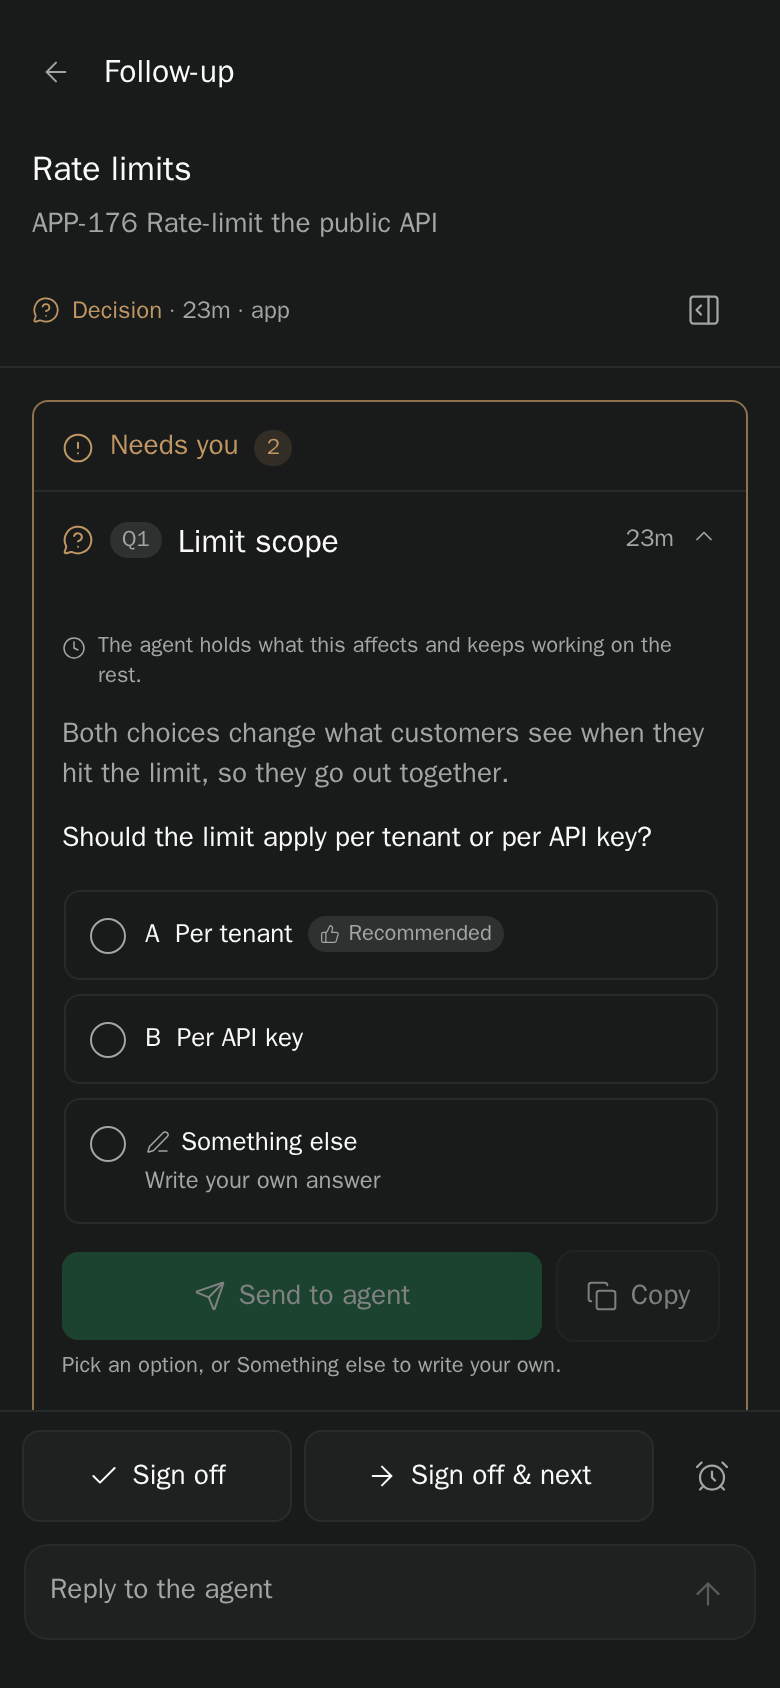 Follow-up
Rate limits
APP-176 Rate-limit the public API
Decision · 23m · app
Needs you 2
Q1 Limit scope 23m
The agent holds what this affects and keeps working on the
rest.
Both choices change what customers see when they
hit the limit, so they go out together.
Should the limit apply per tenant or per API key?
A Per tenant Recommended
B Per API key
Something else
Write your own answer
Send to agent Copy
Pick an option, or Something else to write your own.
Sign off Sign off & next
Reply to the agent